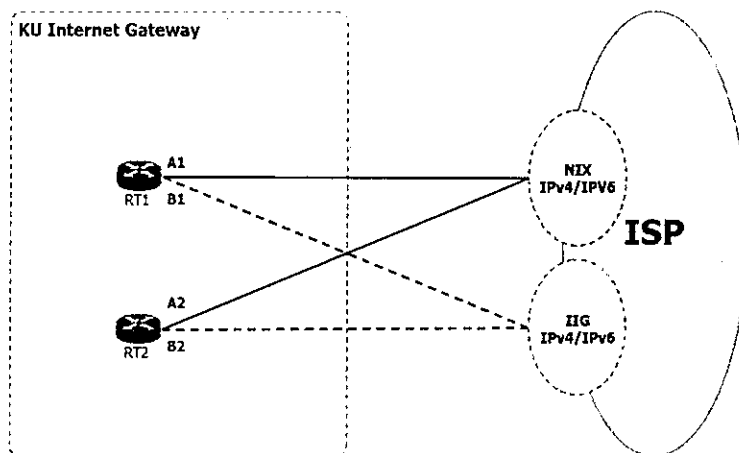 KU Internet Gateway
A1
RT1
B1
A2
RT2
B2
NIX
IPv4/IPV6
ISP
IIG
IPv4/IPv6